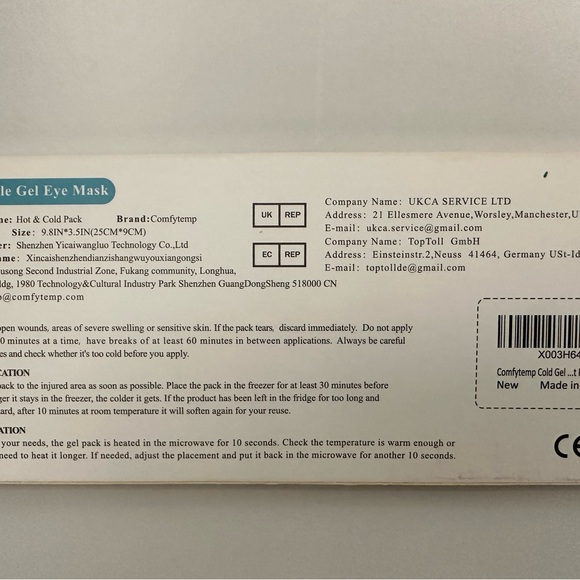 le Gel Eye Mask
ne: Hot & Cold Pack Brand:Comfytemp
Size: 9.8IN*3.5IN(25CM*9CM)
er: Shenzhen Yicaiwangluo Technology Co.,Ltd
ame: Xincaishenzhendianzishangwuyouxiangongsi
usong Second Industrial Zone, Fukang community, Longhua,
ldg, 1980 Technology&Cultural Industry Park Shenzhen GuangDongSheng 518000 CN
o@comfytemp.com
UK REP
EC REP
Company Name: UKCA SERVICE LTD
Address: 21 Ellesmere Avenue,Worsley,Manchester,U
E-mail: ukca.service@gmail.com
Company Name: TopToll GmbH
Address: Einsteinstr.2,Neuss 41464, Germany USt-Id
E-mail: toptollde@gmail.com
open wounds, areas of severe swelling or sensitive skin. If the pack tears, discard immediately. Do not apply
0 minutes at a time, have breaks of at least 60 minutes in between applications. Always be careful
es and check whether it's too cold before you apply.
CATION
pack to the injured area as soon as possible. Place the pack in the freezer for at least 30 minutes before
ger it stays in the freezer, the colder it gets. If the product has been left in the fridge for too long and
ard, after 10 minutes at room temperature it will soften again for your reuse.
ATION
your needs, the gel pack is heated in the microwave for 10 seconds. Check the temperature is warm enough or
need to heat it longer. If needed, adjust the placement and put it back in the microwave for another 10 seconds.
X003H64
Comfytemp Cold Gel ...t
New Made in
CE